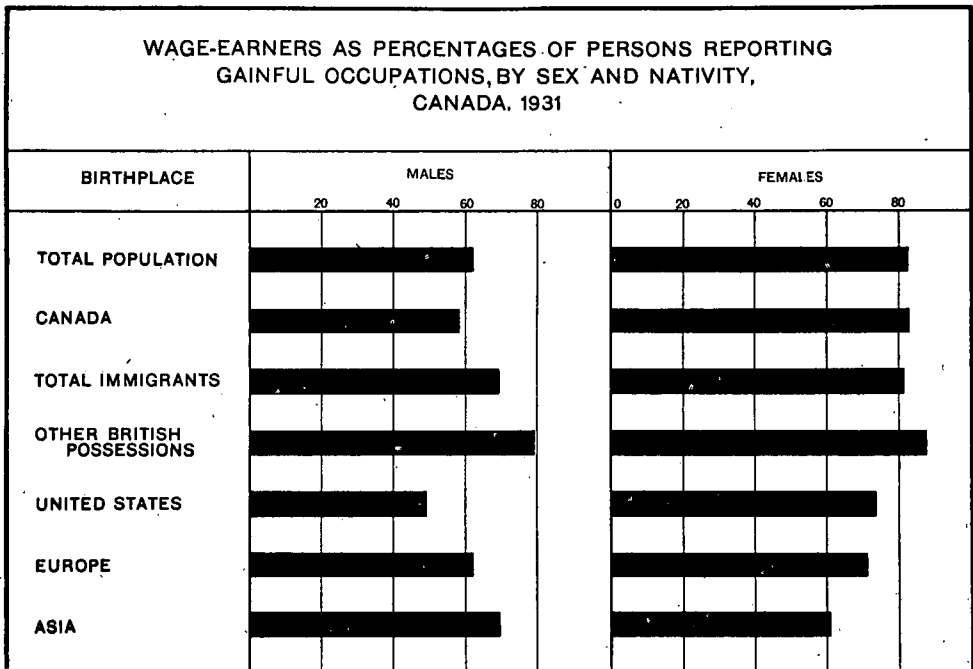 WAGE-EARNERS AS PERCENTAGES OF PERSONS REPORTING
GAINFUL OCCUPATIONS, BY SEX AND NATIVITY,
CANADA. 1931
BIRTHPLACE MALES FEMALES
20 40 60 80 0 20 40 60 80
TOTAL POPULATION
CANADA
TOTAL IMMIGRANTS
OTHER BRITISH
POSSESSIONS
UNITED STATES
EUROPE
ASIA